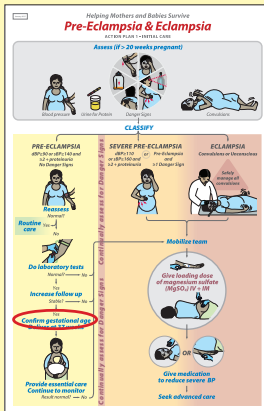 Helping Mothers and Babies Survive
Pre-Eclampsia & Eclampsia
ACTION PLAN 1 • INITIAL CARE
Assess (if > 20 weeks pregnant)
Blood pressure
Urine for Protein
Danger Signs
Convulsions
CLASSIFY
PRE-ECLAMPSIA
dBP≥90 or sBP≥140 and
≥2 + proteinuria
No Danger Signs
Reassess
Normal?
Yes
Routine
care
No
Do laboratory tests
Normal?
No
Yes
Increase follow up
Stable?
No
Yes
Confirm gestational age
Provide essential care
Continue to monitor
Result normal?
No
Yes
Continually assess for Danger Signs
Continually assess for Danger Signs
SEVERE PRE-ECLAMPSIA
dBP≥110
or sBP≥160 and
≥2 + proteinuria
or
Pre-Eclampsia
and
≥1 Danger Sign
ECLAMPSIA
Convulsions or Unconscious
Safely
manage all
convulsions
Mobilize team
Give loading dose
of magnesium sulfate
(MgSO₄) IV + IM
OR
Give medication
to reduce severe BP
Seek advanced care